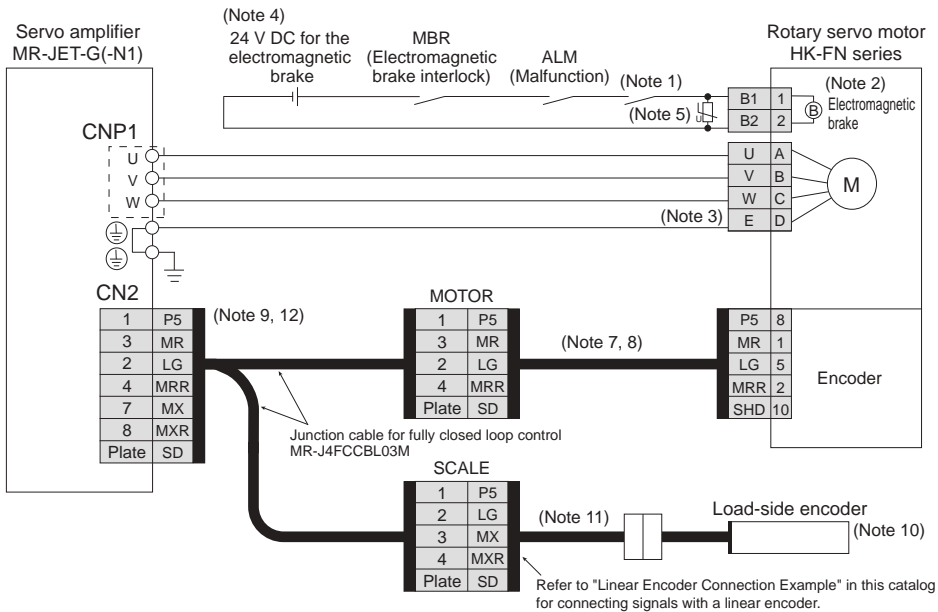 Servo amplifier
MR-JET-G(-N1)
(Note 4)
24 V DC for the
electromagnetic
brake
MBR
(Electromagnetic
brake interlock)
ALM
(Malfunction)
(Note 1)
(Note 5)
Rotary servo motor
HK-FN series
(Note 2)
Electromagnetic
brake
B1 1
B2 2
B
CNP1
U
V
W
U A
V B
W C
E D
M
(Note 3)
CN2
1 P5
3 MR
2 LG
4 MRR
7 MX
8 MXR
Plate SD
(Note 9, 12)
MOTOR
1 P5
3 MR
2 LG
4 MRR
Plate SD
(Note 7, 8)
P5 8
MR 1
LG 5
MRR 2
SHD 10
Encoder
Junction cable for fully closed loop control
MR-J4FCCBL03M
SCALE
1 P5
2 LG
3 MX
4 MXR
Plate SD
(Note 11)
Load-side encoder
(Note 10)
Refer to "Linear Encoder Connection Example" in this catalog
for connecting signals with a linear encoder.